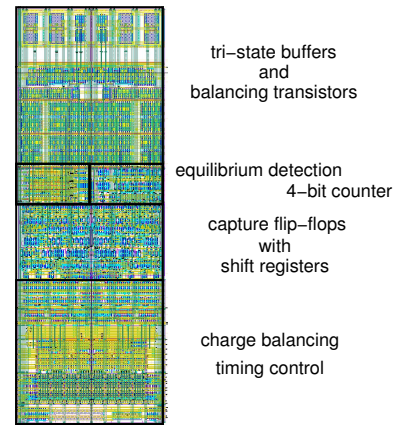 tri−state buffers
and
balancing transistors
equilibrium detection
4−bit counter
capture flip−flops
with
shift registers
charge balancing
timing control